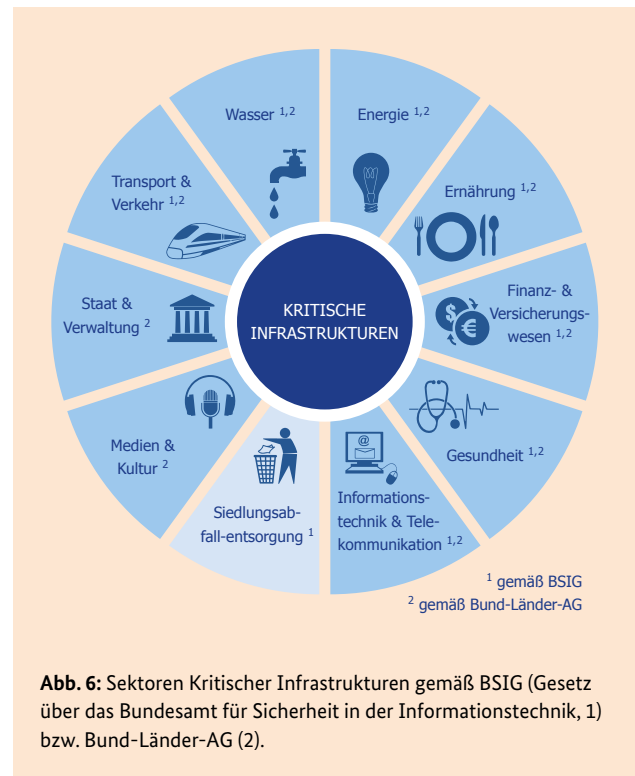 Wasser 1,2
Energie 1,2
Ernährung 1,2
Finanz- &
Versicherungs-
wesen 1,2
Gesundheit 1,2
Informations-
technik & Tele-
kommunikation 1,2
Siedlungsab-
fall-entsorgung 1
Medien &
Kultur 2
Staat &
Verwaltung 2
Transport &
Verkehr 1,2
KRITISCHE
INFRASTRUKTUREN
$
€
@
1 gemäß BSIG
2 gemäß Bund-Länder-AG
Abb. 6: Sektoren Kritischer Infrastrukturen gemäß BSIG (Gesetz
über das Bundesamt für Sicherheit in der Informationstechnik, 1)
bzw. Bund-Länder-AG (2).